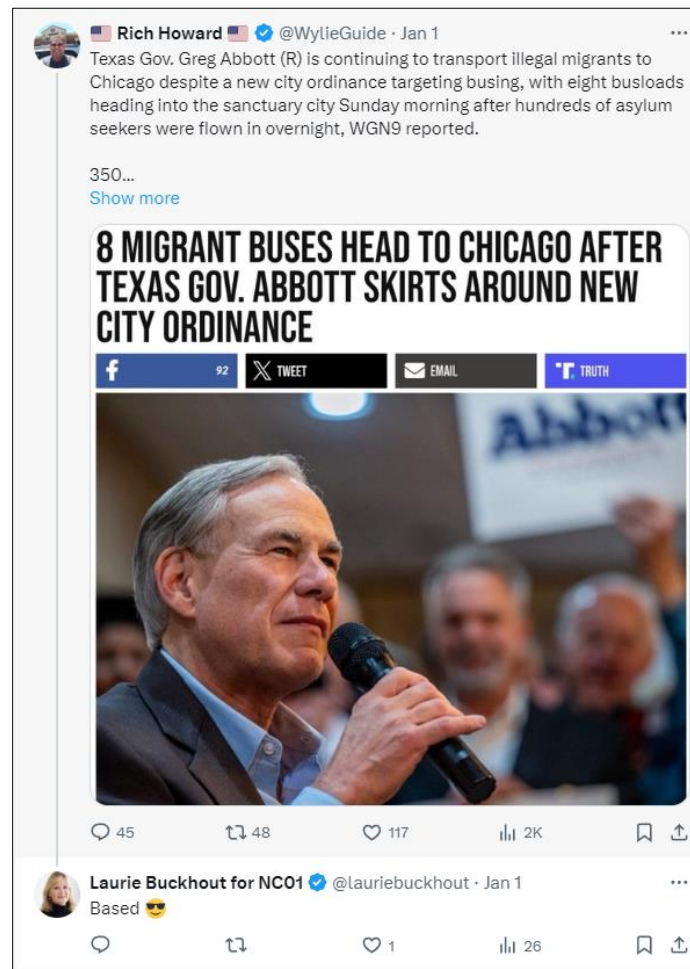 Rich Howard @WylieGuide · Jan 1
Texas Gov. Greg Abbott (R) is continuing to transport illegal migrants to
Chicago despite a new city ordinance targeting busing, with eight busloads
heading into the sanctuary city Sunday morning after hundreds of asylum
seekers were flown in overnight, WGN9 reported.
350...
Show more
8 MIGRANT BUSES HEAD TO CHICAGO AFTER
TEXAS GOV. ABBOTT SKIRTS AROUND NEW
CITY ORDINANCE
92 TWEET EMAIL TRUTH
Abbott
45 48 117 2K
Laurie Buckhout for NC01 @lauriebuckhout · Jan 1
Based 😎
1 26